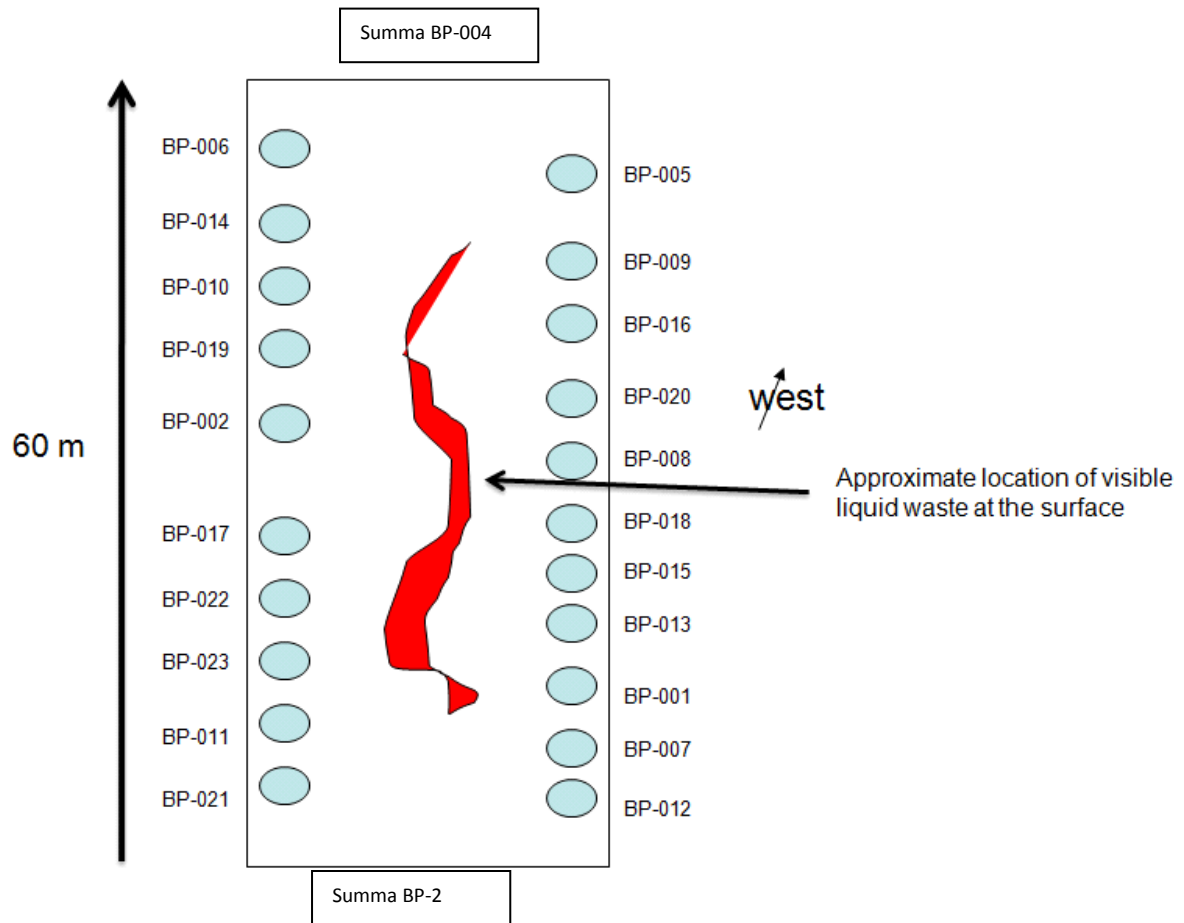 Summa BP-004
BP-006
BP-005
BP-014
BP-009
BP-010
BP-016
BP-019
BP-020
west
BP-002
60 m
BP-008
Approximate location of visible
liquid waste at the surface
BP-018
BP-017
BP-015
BP-022
BP-013
BP-023
BP-001
BP-011
BP-007
BP-021
BP-012
Summa BP-2